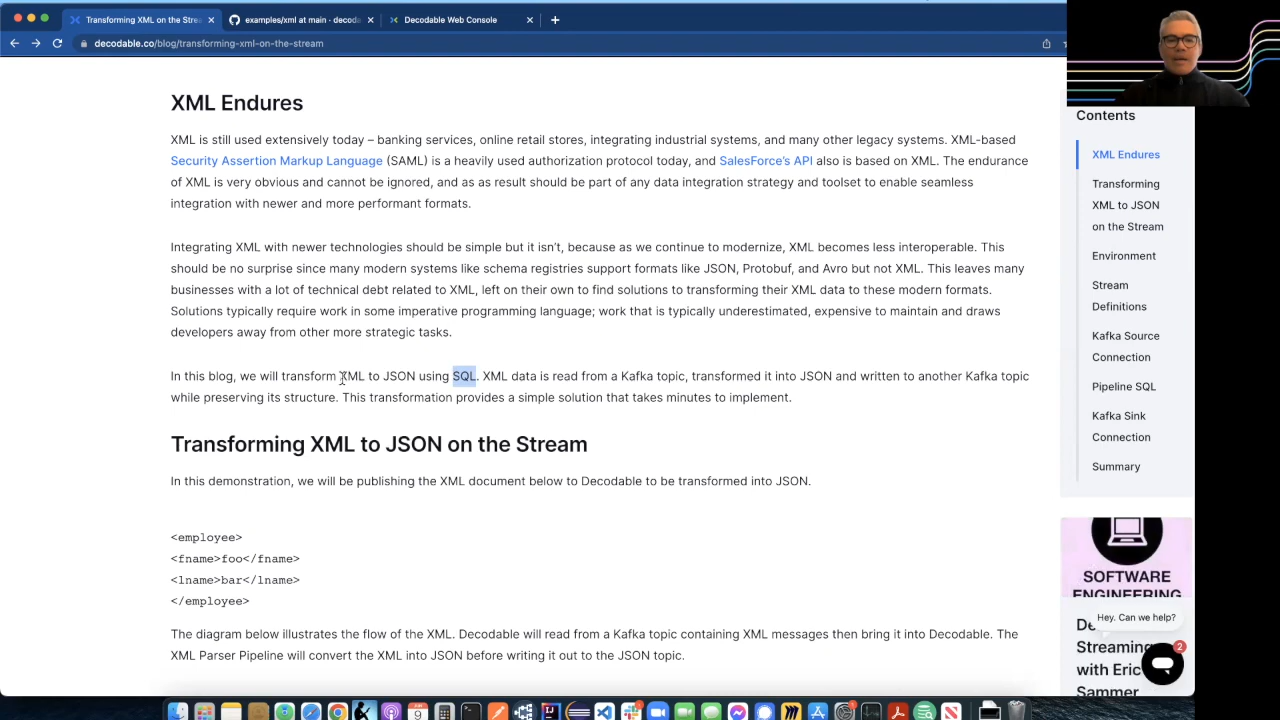 Transforming XML on the Strea
examples/xml at main · decoda
Decodable Web Console
decodable.co/blog/transforming-xml-on-the-stream
XML Endures
XML is still used extensively today – banking services, online retail stores, integrating industrial systems, and many other legacy systems. XML-based
Security Assertion Markup Language (SAML) is a heavily used authorization protocol today, and SalesForce's API also is based on XML. The endurance
of XML is very obvious and cannot be ignored, and as as result should be part of any data integration strategy and toolset to enable seamless
integration with newer and more performant formats.
Integrating XML with newer technologies should be simple but it isn't, because as we continue to modernize, XML becomes less interoperable. This
should be no surprise since many modern systems like schema registries support formats like JSON, Protobuf, and Avro but not XML. This leaves many
businesses with a lot of technical debt related to XML, left on their own to find solutions to transforming their XML data to these modern formats.
Solutions typically require work in some imperative programming language; work that is typically underestimated, expensive to maintain and draws
developers away from other more strategic tasks.
In this blog, we will transform XML to JSON using SQL. XML data is read from a Kafka topic, transformed it into JSON and written to another Kafka topic
while preserving its structure. This transformation provides a simple solution that takes minutes to implement.
Transforming XML to JSON on the Stream
In this demonstration, we will be publishing the XML document below to Decodable to be transformed into JSON.
<employee>
<fname>foo</fname>
<lname>bar</lname>
</employee>
The diagram below illustrates the flow of the XML. Decodable will read from a Kafka topic containing XML messages then bring it into Decodable. The
XML Parser Pipeline will convert the XML into JSON before writing it out to the JSON topic.
Contents
XML Endures
Transforming
XML to JSON
on the Stream
Environment
Stream
Definitions
Kafka Source
Connection
Pipeline SQL
Kafka Sink
Connection
Summary
SOFTWARE
ENGINEERING
Hey. Can we help?
De
Streaming
with Eric
Sammer
2
9